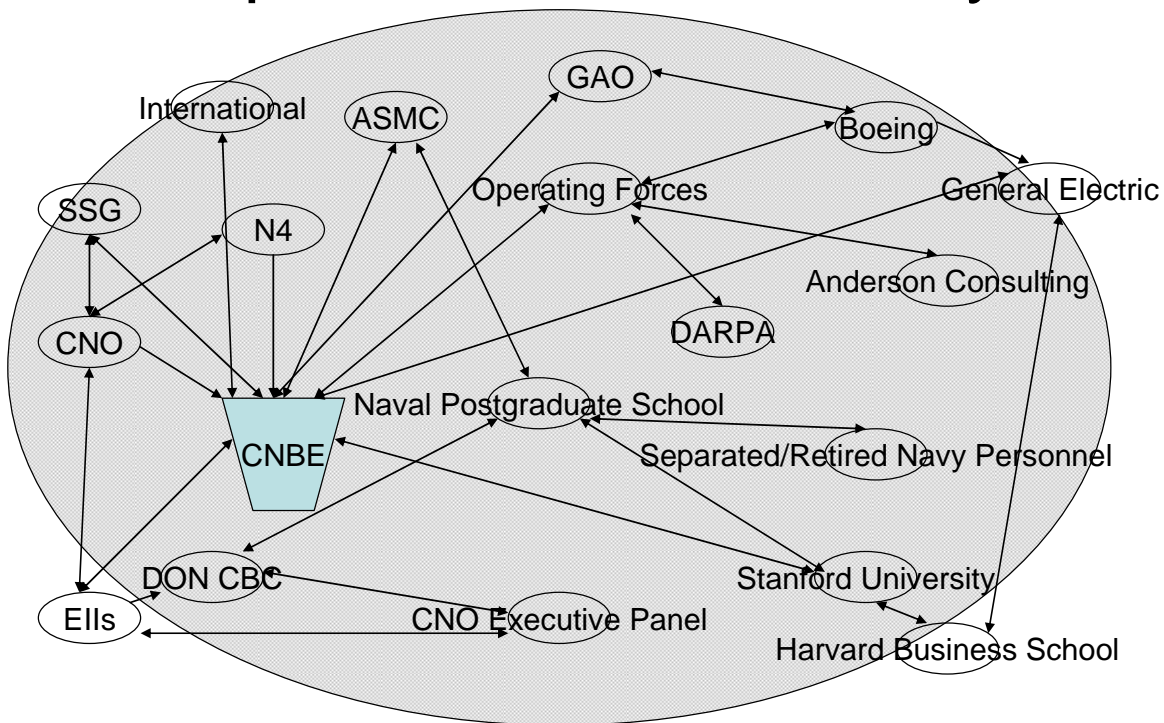 GAO
International
ASMC
Boeing
Operating Forces
General Electric
SSG
N4
Anderson Consulting
CNO
DARPA
Naval Postgraduate School
CNBE
Separated/Retired Navy Personnel
DON CBC
Stanford University
EIIs
CNO Executive Panel
Harvard Business School